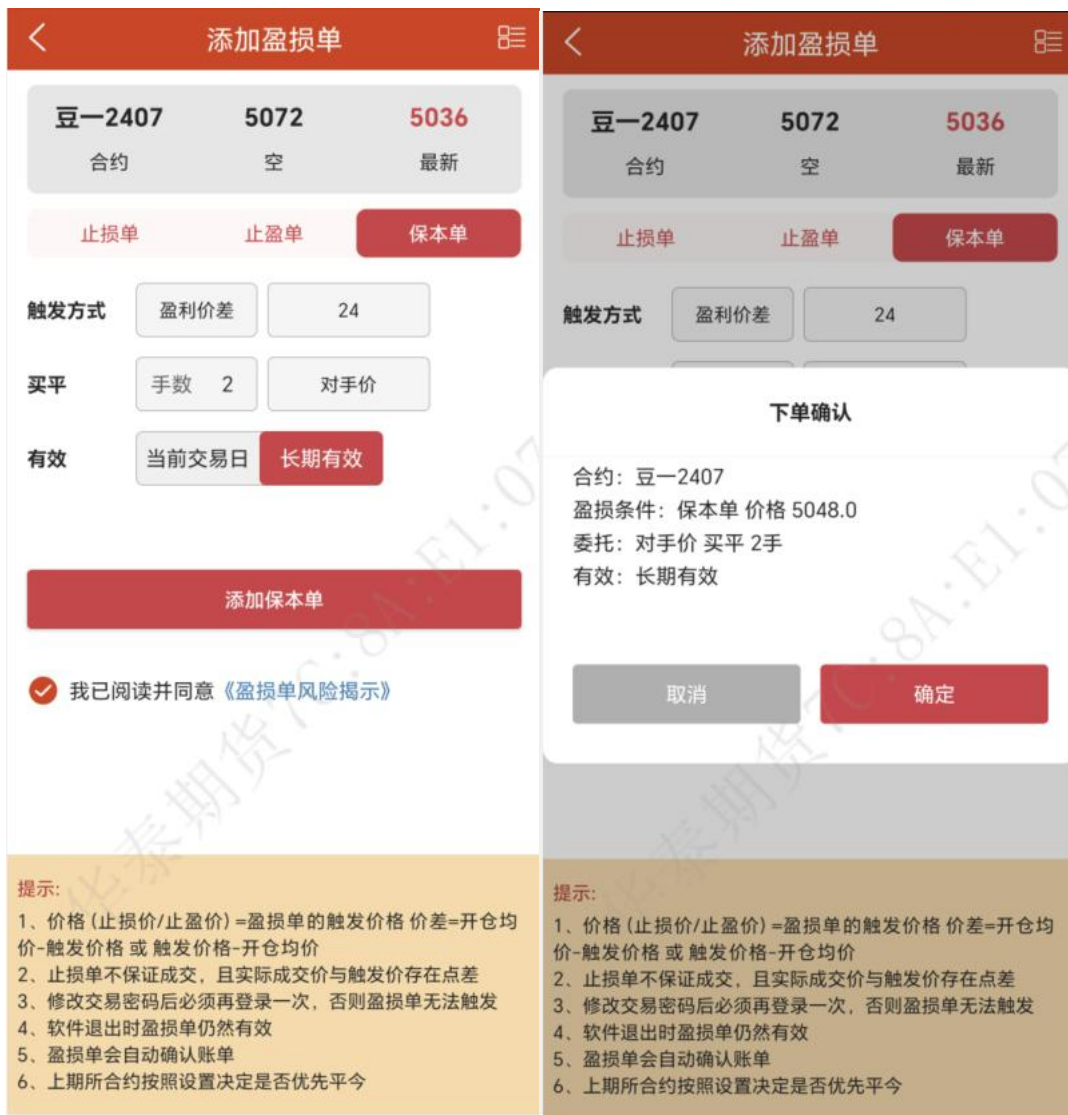 添加盈损单
豆一2407 5072 5036
合约 空 最新
止损单 止盈单 保本单
触发方式 盈利价差 24
买平 手数 2 对手价
有效 当前交易日 长期有效
添加保本单
我已阅读并同意《盈损单风险揭示》
华泰期货7C:8A:E1:07
提示:
1、价格(止损价/止盈价)=盈损单的触发价格 价差=开仓均
价-触发价格 或 触发价格-开仓均价
2、止损单不保证成交，且实际成交价与触发价存在点差
3、修改交易密码后必须再登录一次，否则盈损单无法触发
4、软件退出时盈损单仍然有效
5、盈损单会自动确认账单
6、上期所合约按照设置决定是否优先平今
添加盈损单
豆一2407 5072 5036
合约 空 最新
止损单 止盈单 保本单
触发方式 盈利价差 24
下单确认
合约：豆一2407
盈损条件：保本单 价格 5048.0
委托：对手价 买平 2手
有效：长期有效
取消 确定
华泰期货7C:8A:E1:0
提示:
1、价格(止损价/止盈价)=盈损单的触发价格 价差=开仓均
价-触发价格 或 触发价格-开仓均价
2、止损单不保证成交，且实际成交价与触发价存在点差
3、修改交易密码后必须再登录一次，否则盈损单无法触发
4、软件退出时盈损单仍然有效
5、盈损单会自动确认账单
6、上期所合约按照设置决定是否优先平今